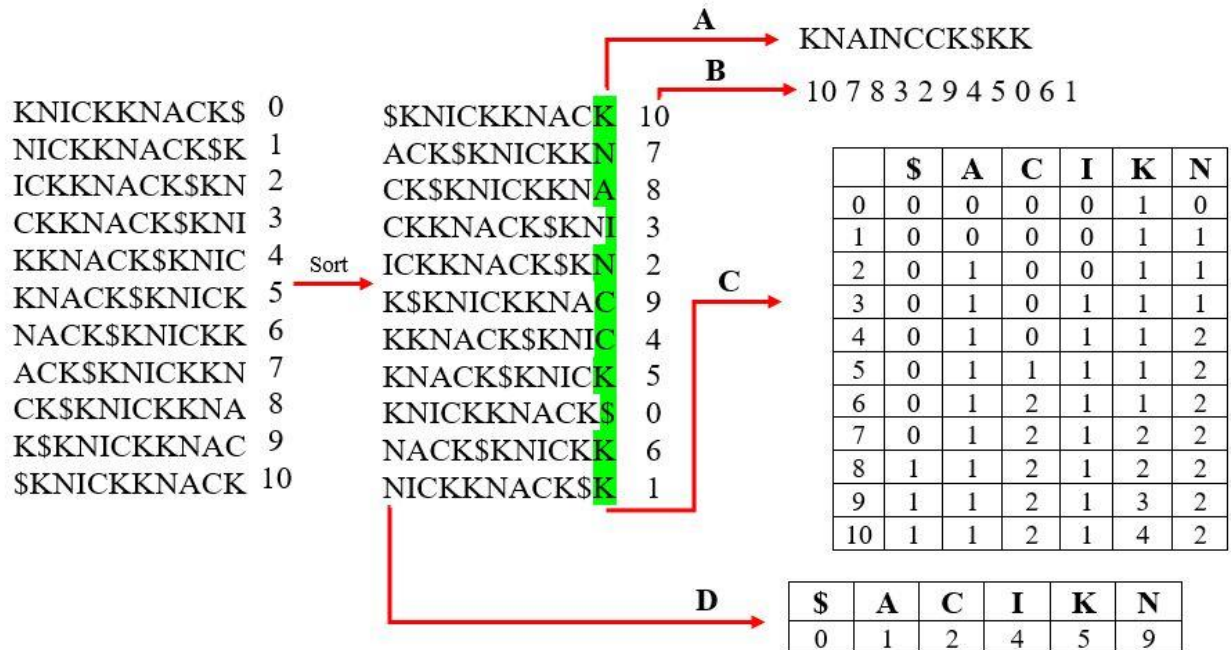 A
KNAINCCK$KK
B
10 7 8 3 2 9 4 5 0 6 1
KNICKKNACK$ 0
NICKKNACK$K 1
ICKKNACK$KN 2
CKKNACK$KNI 3
KKNACK$KNIC 4
KNACK$KNICK 5
NACK$KNICKK 6
ACK$KNICKKN 7
CK$KNICKKNA 8
K$KNICKKNAC 9
$KNICKKNACK 10
Sort
$KNICKKNACK 10
ACK$KNICKKN 7
CK$KNICKKNA 8
CKKNACK$KNI 3
ICKKNACK$KN 2
K$KNICKKNAC 9
KKNACK$KNIC 4
KNACK$KNICK 5
KNICKKNACK$ 0
NACK$KNICKK 6
NICKKNACK$K 1
C
$ A C I K N
0 0 0 0 0 1 0
1 0 0 0 0 1 1
2 0 1 0 0 1 1
3 0 1 0 1 1 1
4 0 1 0 1 1 2
5 0 1 1 1 1 2
6 0 1 2 1 1 2
7 0 1 2 1 2 2
8 1 1 2 1 2 2
9 1 1 2 1 3 2
10 1 1 2 1 4 2
D
$ A C I K N
0 1 2 4 5 9